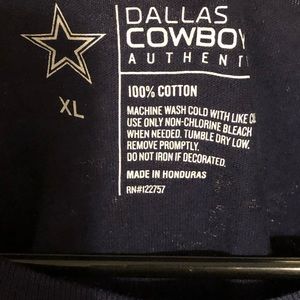 DALLAS
COWBOY
AUTHENT
XL
100% COTTON
MACHINE WASH COLD WITH LIKE
USE ONLY NON-CHLORINE BLEACH
WHEN NEEDED. TUMBLE DRY LOW.
REMOVE PROMPTLY.
DO NOT IRON IF DECORATED.
MADE IN HONDURAS
RN#122757